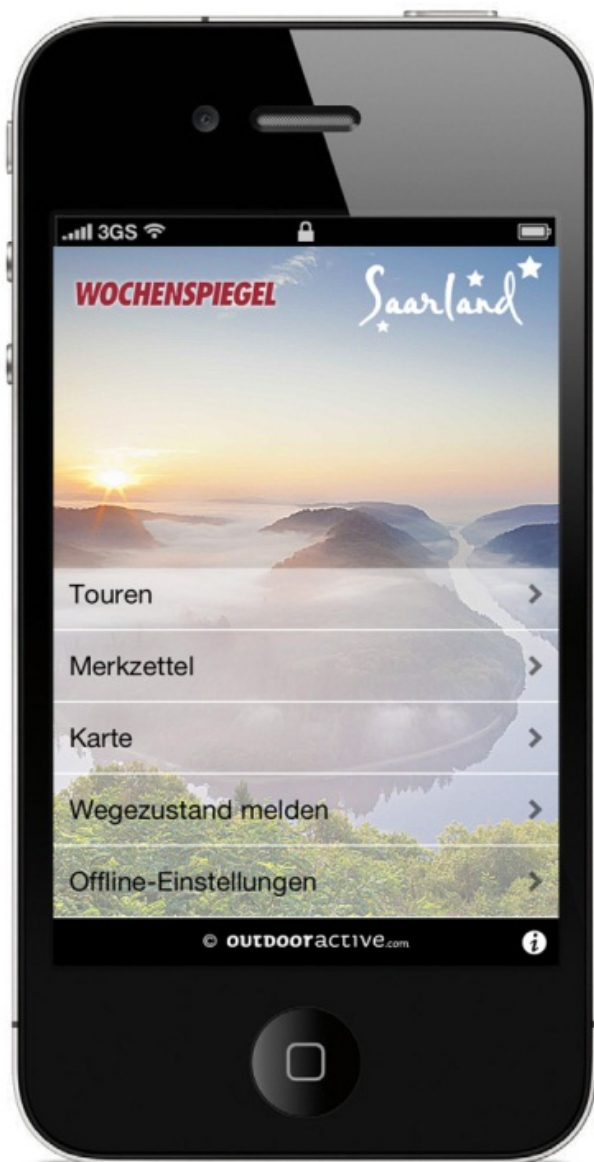 3GS
WOCHENSPIEGEL
Saarland
Touren
Merkzettel
Karte
Wegezustand melden
Offline-Einstellungen
© outdooractive.com
i